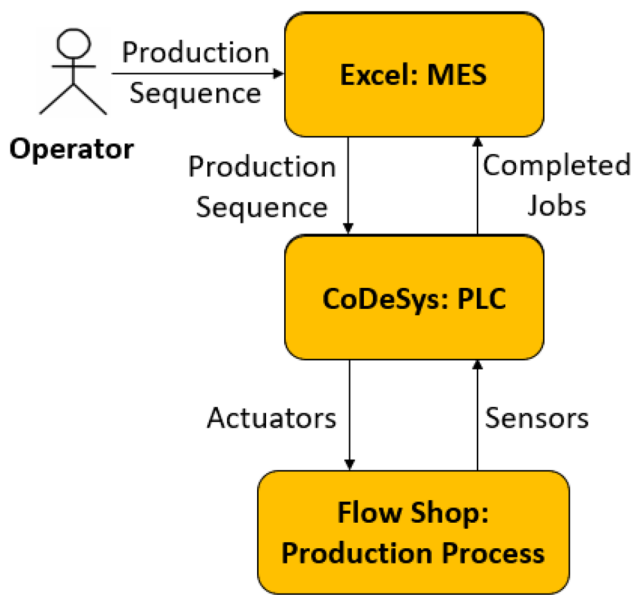 Production
Sequence
Operator
Excel: MES
Production
Sequence
Completed
Jobs
CoDeSys: PLC
Actuators
Sensors
Flow Shop:
Production Process